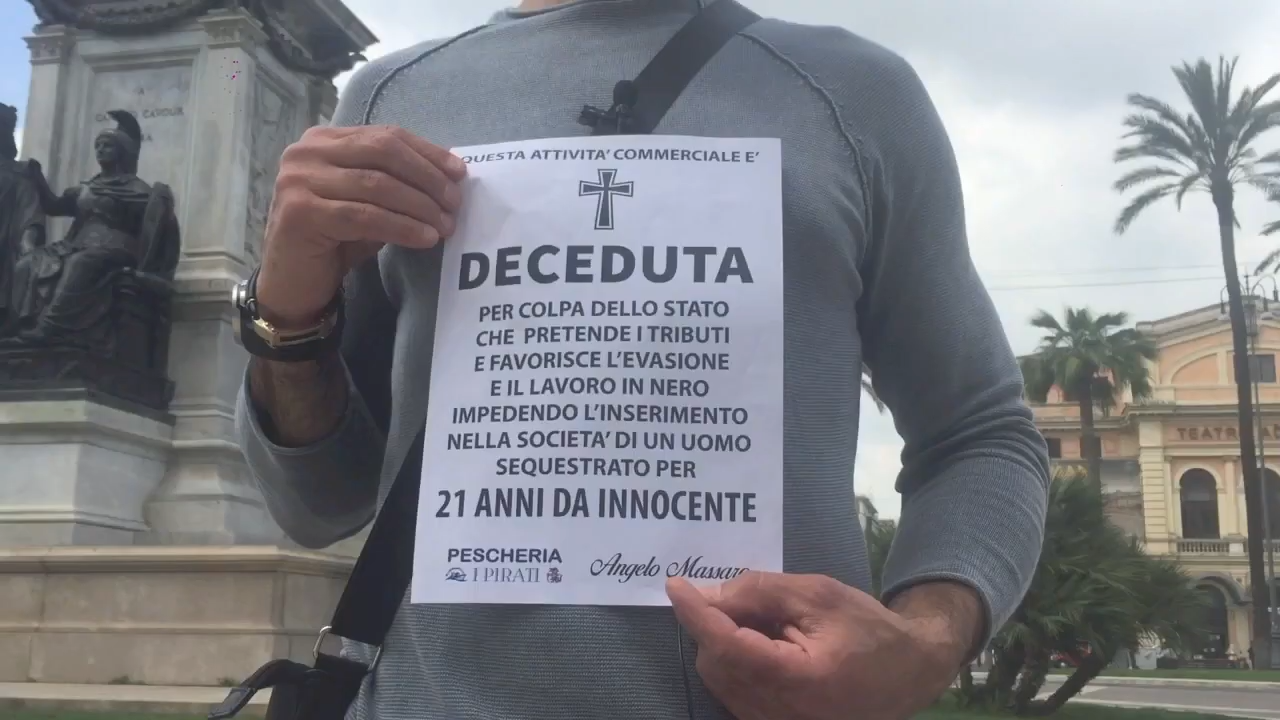 A
CAVOUR
QUESTA ATTIVITA' COMMERCIALE E'
DECEDUTA
PER COLPA DELLO STATO
CHE PRETENDE I TRIBUTI
E FAVORISCE L'EVASIONE
E IL LAVORO IN NERO
IMPEDENDO L'INSERIMENTO
NELLA SOCIETA' DI UN UOMO
SEQUESTRATO PER
21 ANNI DA INNOCENTE
PESCHERIA
I PIRATI
Angelo Massaro